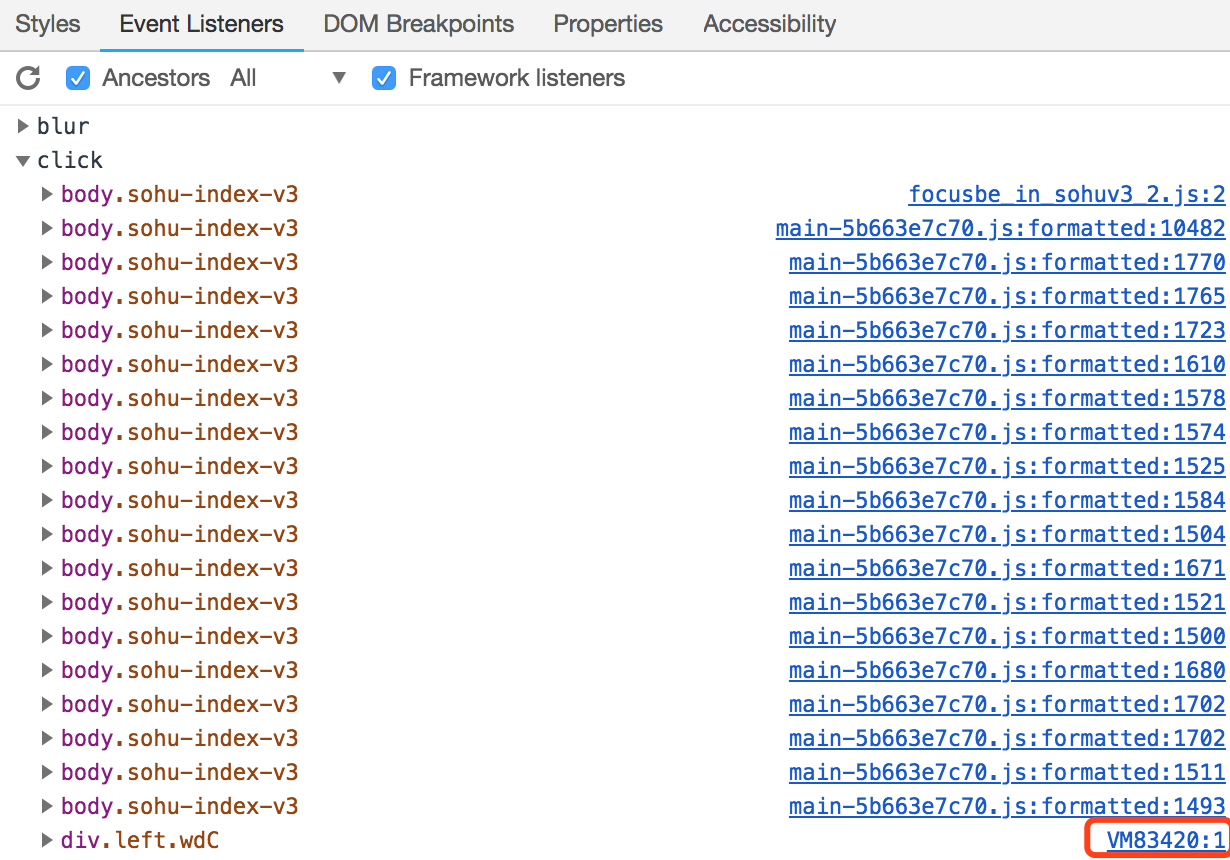 Styles Event Listeners DOM Breakpoints Properties Accessibility
Ancestors All Framework listeners
blur
click
body.sohu-index-v3 focusbe_in_sohuv3_2.js:2
body.sohu-index-v3 main-5b663e7c70.js:formatted:10482
body.sohu-index-v3 main-5b663e7c70.js:formatted:1770
body.sohu-index-v3 main-5b663e7c70.js:formatted:1765
body.sohu-index-v3 main-5b663e7c70.js:formatted:1723
body.sohu-index-v3 main-5b663e7c70.js:formatted:1610
body.sohu-index-v3 main-5b663e7c70.js:formatted:1578
body.sohu-index-v3 main-5b663e7c70.js:formatted:1574
body.sohu-index-v3 main-5b663e7c70.js:formatted:1525
body.sohu-index-v3 main-5b663e7c70.js:formatted:1584
body.sohu-index-v3 main-5b663e7c70.js:formatted:1504
body.sohu-index-v3 main-5b663e7c70.js:formatted:1671
body.sohu-index-v3 main-5b663e7c70.js:formatted:1521
body.sohu-index-v3 main-5b663e7c70.js:formatted:1500
body.sohu-index-v3 main-5b663e7c70.js:formatted:1680
body.sohu-index-v3 main-5b663e7c70.js:formatted:1702
body.sohu-index-v3 main-5b663e7c70.js:formatted:1702
body.sohu-index-v3 main-5b663e7c70.js:formatted:1511
body.sohu-index-v3 main-5b663e7c70.js:formatted:1493
div.left.wdC VM83420:1